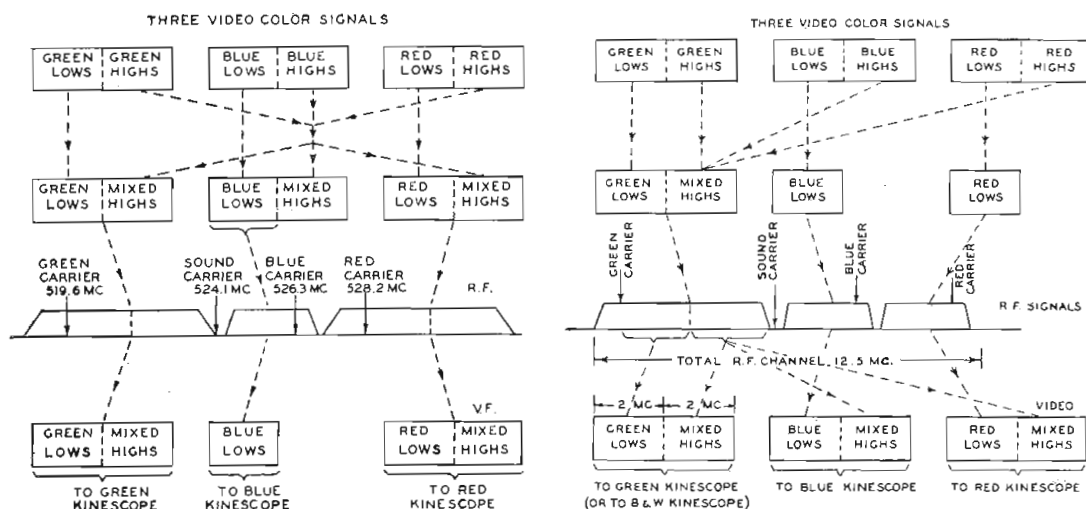 THREE VIDEO COLOR SIGNALS
GREEN LOWS
GREEN HIGHS
BLUE LOWS
BLUE HIGHS
RED LOWS
RED HIGHS
GREEN LOWS
MIXED HIGHS
BLUE LOWS
MIXED HIGHS
RED LOWS
MIXED HIGHS
GREEN CARRIER 519.6 MC
SOUND CARRIER 524.1 MC
BLUE CARRIER 526.3 MC
RED CARRIER 528.2 MC
R.F.
V.F.
GREEN LOWS
MIXED HIGHS
BLUE LOWS
RED LOWS
MIXED HIGHS
TO GREEN KINESCOPE
TO BLUE KINESCOPE
TO RED KINESCOPE
THREE VIDEO COLOR SIGNALS
GREEN LOWS
GREEN HIGHS
BLUE LOWS
BLUE HIGHS
RED LOWS
RED HIGHS
GREEN LOWS
MIXED HIGHS
BLUE LOWS
RED LOWS
GREEN CARRIER
SOUND CARRIER
BLUE CARRIER
RED CARRIER
R.F. SIGNALS
TOTAL R.F. CHANNEL, 12.5 MC.
2 MC
2 MC
VIDEO
GREEN LOWS
MIXED HIGHS
BLUE LOWS
MIXED HIGHS
RED LOWS
MIXED HIGHS
TO GREEN KINESCOPE
(OR TO B & W KINESCOPE)
TO BLUE KINESCOPE
TO RED KINESCOPE